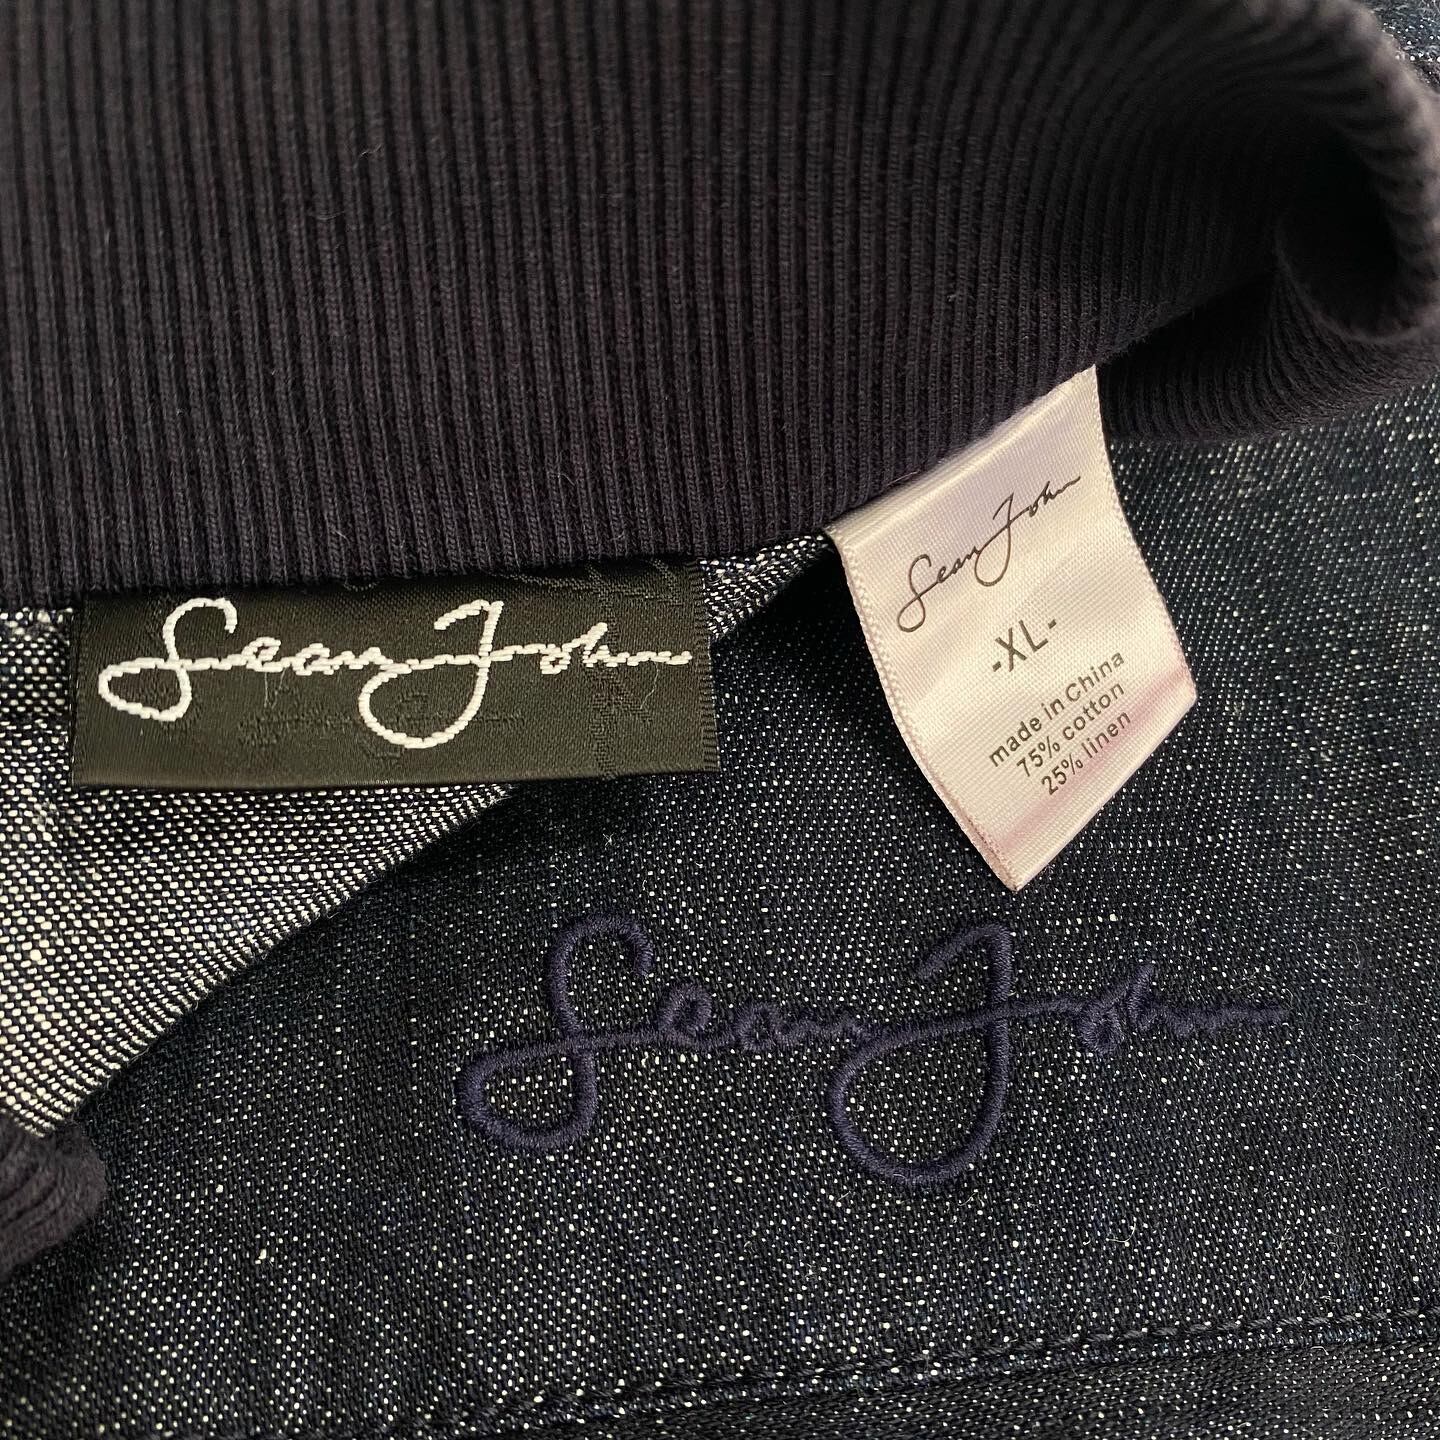 Sean John
Sean John
-XL-
made in China
75% cotton
25% linen
Sean John